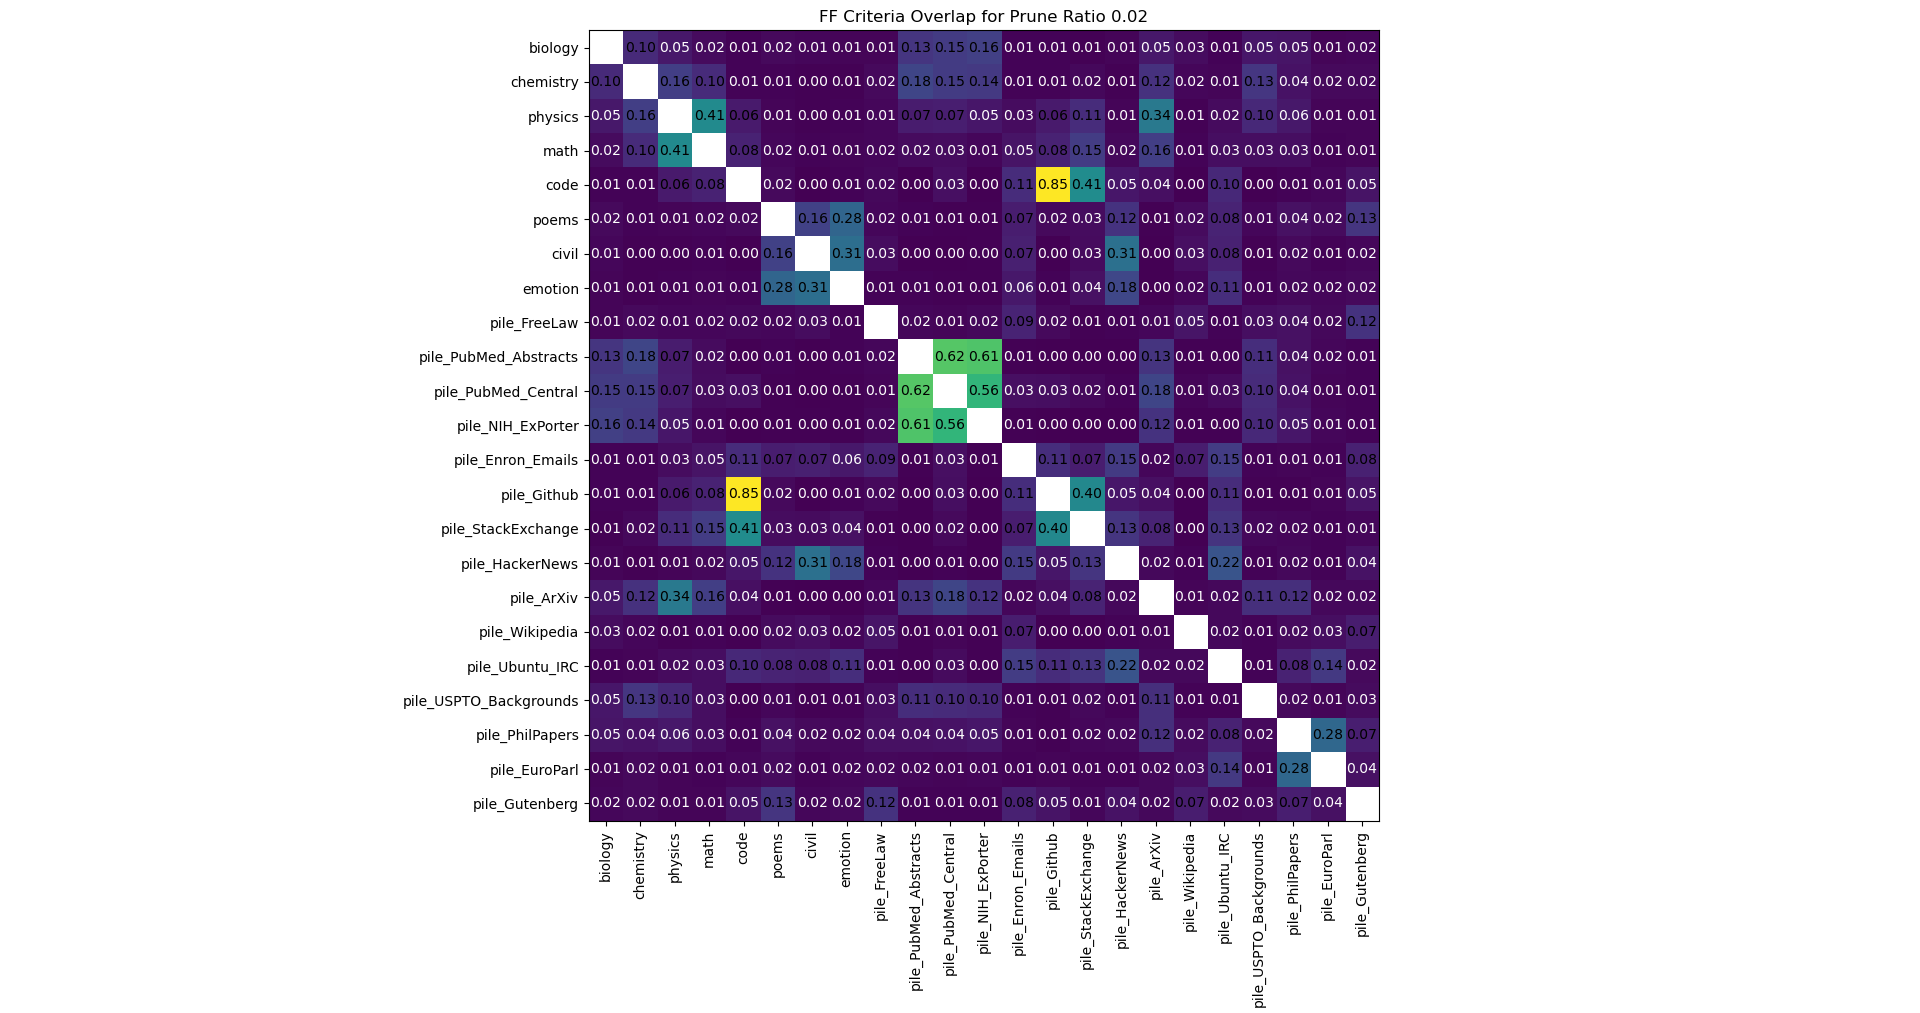 FF Criteria Overlap for Prune Ratio 0.02
biology 0.10 0.05 0.02 0.01 0.02 0.01 0.01 0.01 0.13 0.15 0.16 0.01 0.01 0.01 0.01 0.05 0.03 0.01 0.05 0.05 0.01 0.02
chemistry 0.10 0.16 0.10 0.01 0.01 0.00 0.01 0.02 0.18 0.15 0.14 0.01 0.01 0.02 0.01 0.12 0.02 0.01 0.13 0.04 0.02 0.02
physics 0.05 0.16 0.41 0.06 0.01 0.00 0.01 0.01 0.07 0.07 0.05 0.03 0.06 0.11 0.01 0.34 0.01 0.02 0.10 0.06 0.01 0.01
math 0.02 0.10 0.41 0.08 0.02 0.01 0.01 0.02 0.02 0.03 0.01 0.05 0.08 0.15 0.02 0.16 0.01 0.03 0.03 0.03 0.01 0.01
code 0.01 0.01 0.06 0.08 0.02 0.00 0.01 0.02 0.00 0.03 0.00 0.11 0.85 0.41 0.05 0.04 0.00 0.10 0.00 0.01 0.01 0.05
poems 0.02 0.01 0.01 0.02 0.02 0.16 0.28 0.02 0.01 0.01 0.01 0.07 0.02 0.03 0.12 0.01 0.02 0.08 0.01 0.04 0.02 0.13
civil 0.01 0.00 0.00 0.01 0.00 0.16 0.31 0.03 0.00 0.00 0.00 0.07 0.00 0.03 0.31 0.00 0.03 0.08 0.01 0.02 0.01 0.02
emotion 0.01 0.01 0.01 0.01 0.01 0.28 0.31 0.01 0.01 0.01 0.01 0.06 0.01 0.04 0.18 0.00 0.02 0.11 0.01 0.02 0.02 0.02
pile_FreeLaw 0.01 0.02 0.01 0.02 0.02 0.02 0.03 0.01 0.02 0.01 0.02 0.09 0.02 0.01 0.01 0.01 0.05 0.01 0.03 0.04 0.02 0.12
pile_PubMed_Abstracts 0.13 0.18 0.07 0.02 0.00 0.01 0.00 0.01 0.02 0.62 0.61 0.01 0.00 0.00 0.00 0.13 0.01 0.00 0.11 0.04 0.02 0.01
pile_PubMed_Central 0.15 0.15 0.07 0.03 0.03 0.01 0.00 0.01 0.01 0.62 0.56 0.03 0.03 0.02 0.01 0.18 0.01 0.03 0.10 0.04 0.01 0.01
pile_NIH_ExPorter 0.16 0.14 0.05 0.01 0.00 0.01 0.00 0.01 0.02 0.61 0.56 0.01 0.00 0.00 0.00 0.12 0.01 0.00 0.10 0.05 0.01 0.01
pile_Enron_Emails 0.01 0.01 0.03 0.05 0.11 0.07 0.07 0.06 0.09 0.01 0.03 0.01 0.11 0.07 0.15 0.02 0.07 0.15 0.01 0.01 0.01 0.08
pile_Github 0.01 0.01 0.06 0.08 0.85 0.02 0.00 0.01 0.02 0.00 0.03 0.00 0.11 0.40 0.05 0.04 0.00 0.11 0.01 0.01 0.01 0.05
pile_StackExchange 0.01 0.02 0.11 0.15 0.41 0.03 0.03 0.04 0.01 0.00 0.02 0.00 0.07 0.40 0.13 0.08 0.00 0.13 0.02 0.02 0.01 0.01
pile_HackerNews 0.01 0.01 0.01 0.02 0.05 0.12 0.31 0.18 0.01 0.00 0.01 0.00 0.15 0.05 0.13 0.02 0.01 0.22 0.01 0.02 0.01 0.04
pile_ArXiv 0.05 0.12 0.34 0.16 0.04 0.01 0.00 0.00 0.01 0.13 0.18 0.12 0.02 0.04 0.08 0.02 0.01 0.02 0.11 0.12 0.02 0.02
pile_Wikipedia 0.03 0.02 0.01 0.01 0.00 0.02 0.03 0.02 0.05 0.01 0.01 0.01 0.07 0.00 0.00 0.01 0.01 0.02 0.01 0.02 0.03 0.07
pile_Ubuntu_IRC 0.01 0.01 0.02 0.03 0.10 0.08 0.08 0.11 0.01 0.00 0.03 0.00 0.15 0.11 0.13 0.22 0.02 0.02 0.01 0.08 0.14 0.02
pile_USPTO_Backgrounds 0.05 0.13 0.10 0.03 0.00 0.01 0.01 0.01 0.03 0.11 0.10 0.10 0.01 0.01 0.02 0.01 0.11 0.01 0.01 0.02 0.01 0.03
pile_PhilPapers 0.05 0.04 0.06 0.03 0.01 0.04 0.02 0.02 0.04 0.04 0.04 0.05 0.01 0.01 0.02 0.02 0.12 0.02 0.08 0.02 0.28 0.07
pile_EuroParl 0.01 0.02 0.01 0.01 0.01 0.02 0.01 0.02 0.02 0.02 0.01 0.01 0.01 0.01 0.01 0.01 0.02 0.03 0.14 0.01 0.28 0.04
pile_Gutenberg 0.02 0.02 0.01 0.01 0.05 0.13 0.02 0.02 0.12 0.01 0.01 0.01 0.08 0.05 0.01 0.04 0.02 0.07 0.02 0.03 0.07 0.04
biology
chemistry
physics
math
code
poems
civil
emotion
pile_FreeLaw
pile_PubMed_Abstracts
pile_PubMed_Central
pile_NIH_ExPorter
pile_Enron_Emails
pile_Github
pile_StackExchange
pile_HackerNews
pile_ArXiv
pile_Wikipedia
pile_Ubuntu_IRC
pile_USPTO_Backgrounds
pile_PhilPapers
pile_EuroParl
pile_Gutenberg